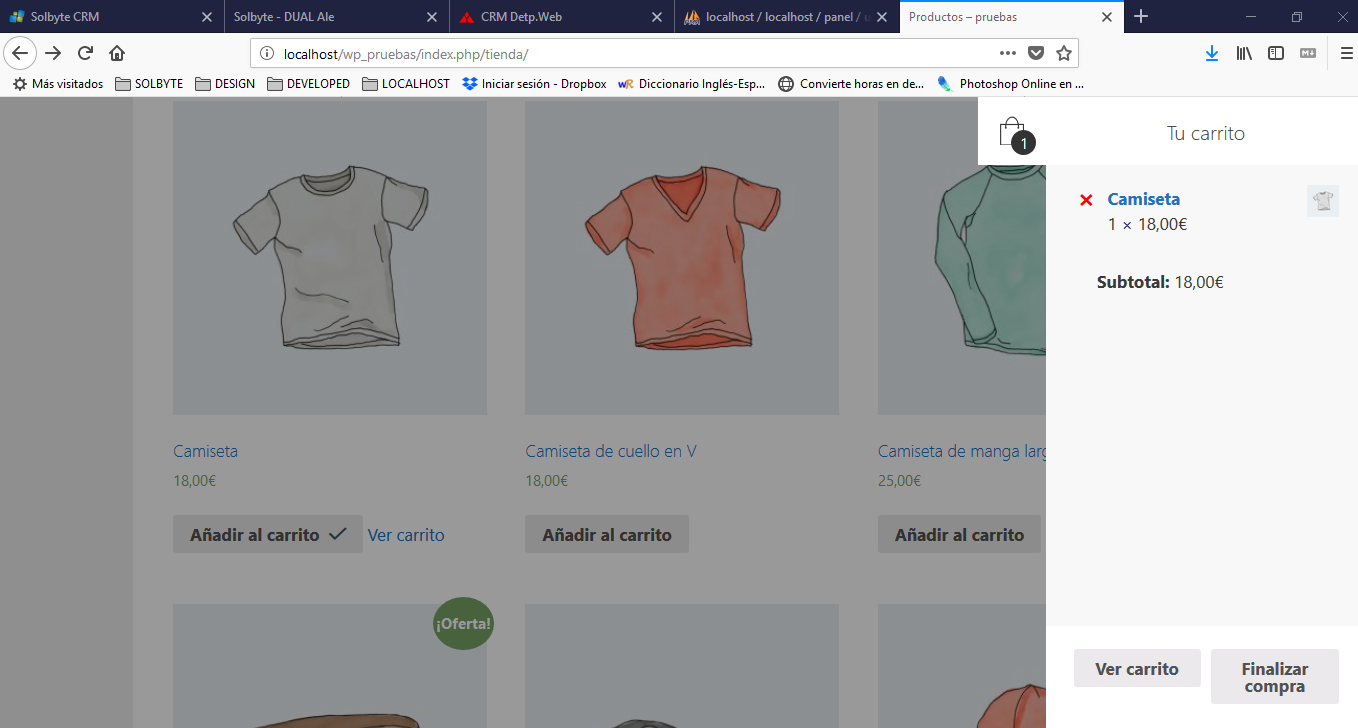 Solbyte CRM
Solbyte - DUAL Ale
CRM Detp.Web
localhost / localhost / panel / u
Productos – pruebas
localhost/wp_pruebas/index.php/tienda/
Más visitados
SOLBYTE
DESIGN
DEVELOPED
LOCALHOST
Iniciar sesión - Dropbox
wR
Diccionario Inglés-Esp...
Convierte horas en de...
Photoshop Online en ...
1
Tu carrito
Camiseta
1 × 18,00€
Subtotal: 18,00€
Camiseta
Camiseta de cuello en V
Camiseta de manga larg
18,00€
18,00€
25,00€
Añadir al carrito
Ver carrito
Añadir al carrito
Añadir al carrito
¡Oferta!
Ver carrito
Finalizar
compra